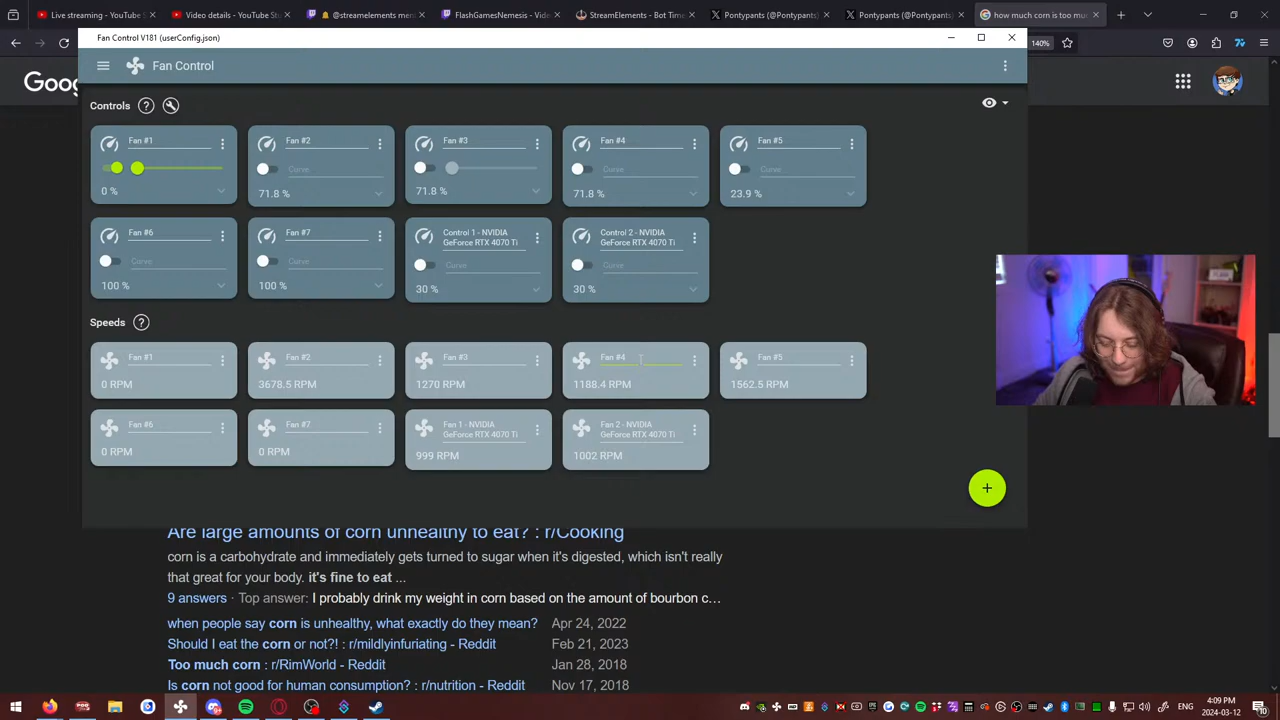 Live streaming - YouTube St
Video details - YouTube St
@streamelements mer
FlashGamesNemesis - Vide
StreamElements - Bot Time
Pontypants (@Pontypants)
Pontypants (@Pontypants)
how much corn is too muc
Fan Control V181 (userConfig.json)
140%
Fan Control
Goo
Controls
Fan #1
Fan #2
Fan #3
Fan #4
Fan #5
Curve
Curve
Curve
0 %
71.8 %
71.8 %
71.8 %
23.9 %
Fan #6
Fan #7
Control 1 - NVIDIA
GeForce RTX 4070 Ti
Control 2 - NVIDIA
GeForce RTX 4070 Ti
Curve
Curve
Curve
Curve
100 %
100 %
30 %
30 %
Speeds
Fan #1
Fan #2
Fan #3
Fan #4
Fan #5
0 RPM
3678.5 RPM
1270 RPM
1188.4 RPM
1562.5 RPM
Fan #6
Fan #7
Fan 1 - NVIDIA
GeForce RTX 4070 Ti
Fan 2 - NVIDIA
GeForce RTX 4070 Ti
0 RPM
0 RPM
999 RPM
1002 RPM
Are large amounts of corn unhealthy to eat? : r/Cooking
corn is a carbohydrate and immediately gets turned to sugar when it's digested, which isn't really
that great for your body. it's fine to eat ...
9 answers · Top answer: I probably drink my weight in corn based on the amount of bourbon c…
when people say corn is unhealthy, what exactly do they mean? Apr 24, 2022
Should I eat the corn or not?! : r/mildlyinfuriating - Reddit Feb 21, 2023
Too much corn : r/RimWorld - Reddit Jan 28, 2018
Is corn not good for human consumption? : r/nutrition - Reddit Nov 17, 2018
ENG
4:09 PM
2024-03-12